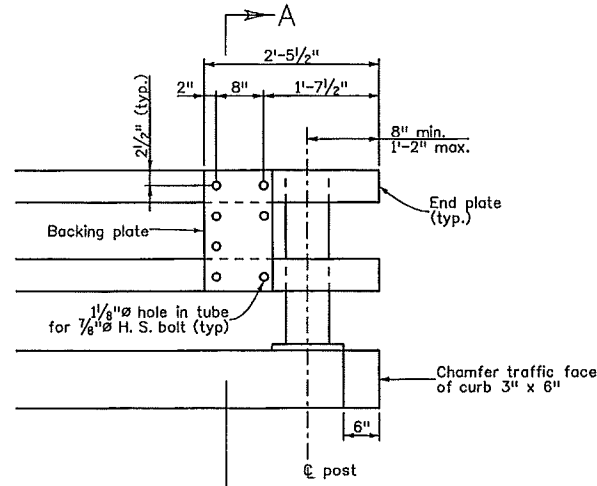 A
2'-5½"
2" 8" 1'-7½"
2½" (typ.)
8" min.
1'-2" max.
End plate
(typ.)
Backing plate
1⅛"Ø hole in tube
for ⅞"Ø H. S. bolt (typ)
Chamfer traffic face
of curb 3" x 6"
6"
℄ post